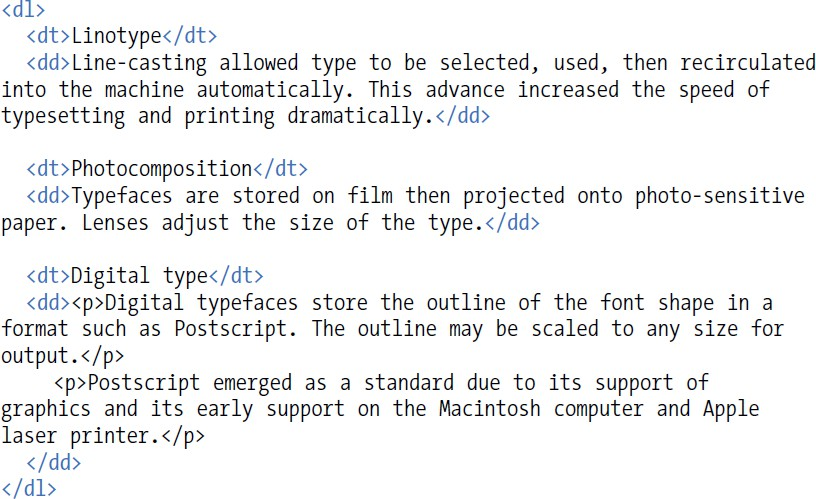 <dl>
<dt>Linotype</dt>
<dd>Line-casting allowed type to be selected, used, then recirculated
into the machine automatically. This advance increased the speed of
typesetting and printing dramatically.</dd>
<dt>Photocomposition</dt>
<dd>Typefaces are stored on film then projected onto photo-sensitive
paper. Lenses adjust the size of the type.</dd>
<dt>Digital type</dt>
<dd><p>Digital typefaces store the outline of the font shape in a
format such as Postscript. The outline may be scaled to any size for
output.</p>
<p>Postscript emerged as a standard due to its support of
graphics and its early support on the Macintosh computer and Apple
laser printer.</p>
</dd>
</dl>